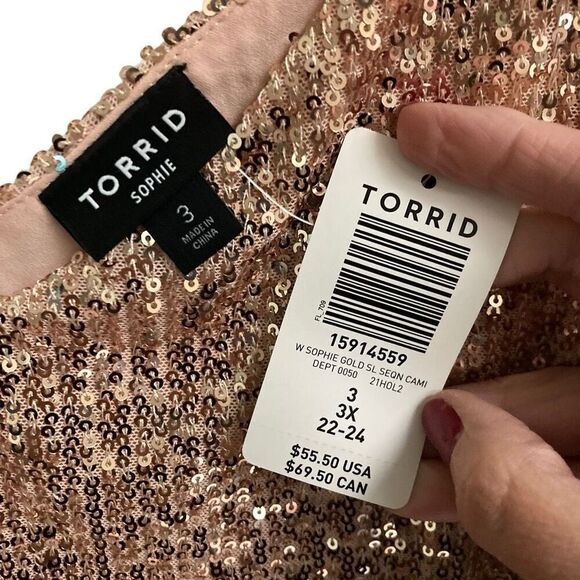 TORRID
SOPHIE
3
MADE IN
CHINA
TORRID
FL_708
15914559
W SOPHIE GOLD SL SEQN CAMI
DEPT 0050 21HOL2
3
3X
22-24
$55.50 USA
$69.50 CAN